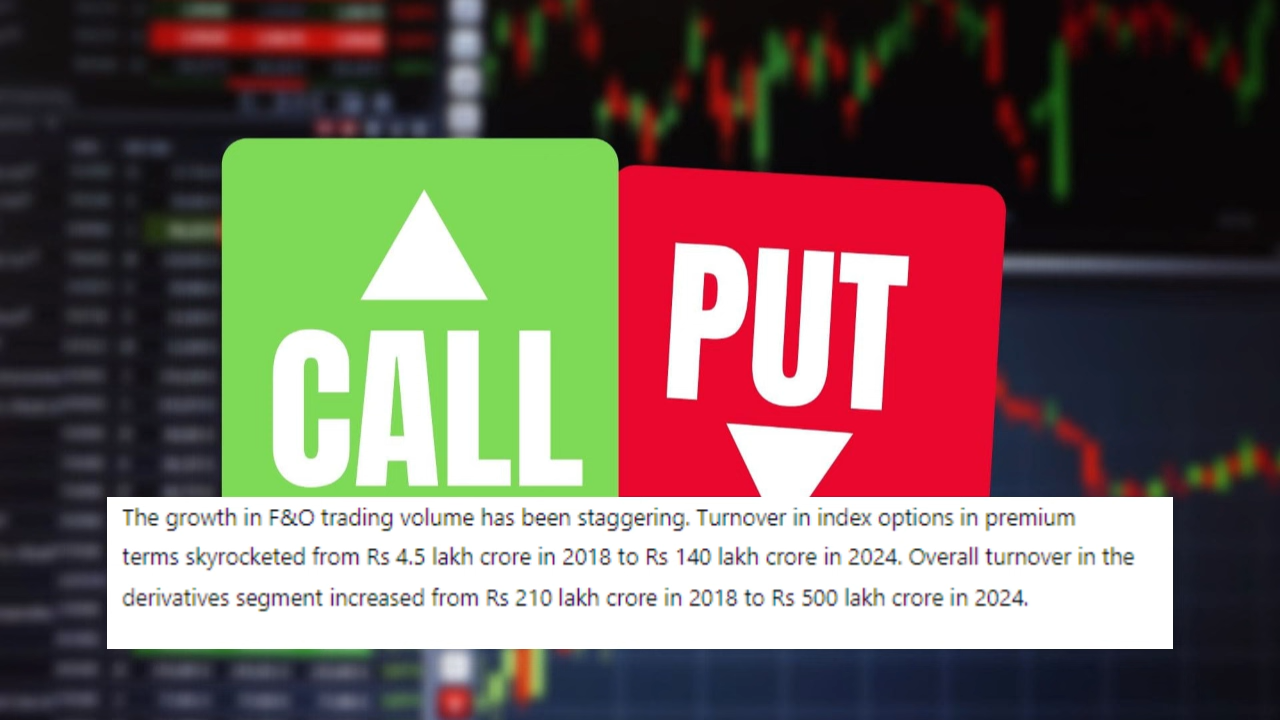 CALL
PUT
The growth in F&O trading volume has been staggering. Turnover in index options in premium
terms skyrocketed from Rs 4.5 lakh crore in 2018 to Rs 140 lakh crore in 2024. Overall turnover in the
derivatives segment increased from Rs 210 lakh crore in 2018 to Rs 500 lakh crore in 2024.